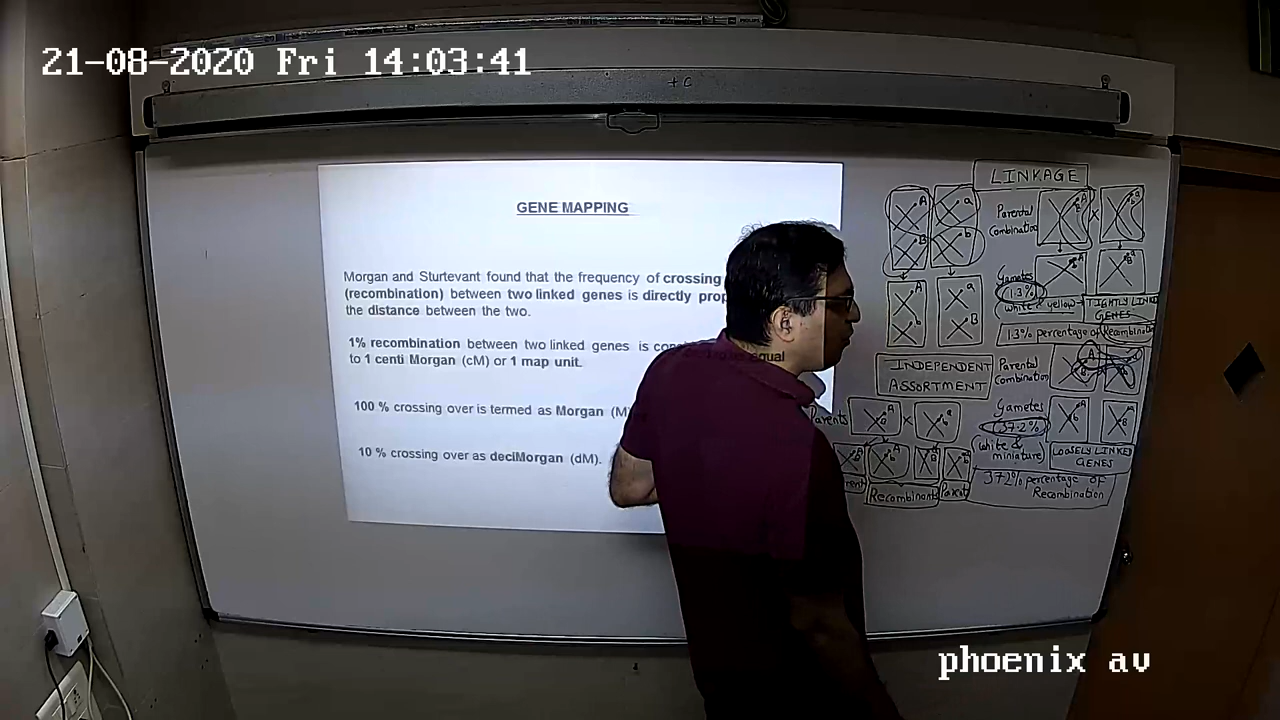 21-08-2020 Fri 14:03:41
GENE MAPPING
Morgan and Sturtevant found that the frequency of crossing
(recombination) between two linked genes is directly prop
the distance between the two.
1% recombination between two linked genes is
equal
to 1 centi Morgan (cM) or 1 map unit.
100 % crossing over is termed as Morgan (M)
10 % crossing over as deciMorgan (dM).
LINKAGE
Parental
Combination
A
a
B
b
X
Gametes
1.3%
White & yellow → TIGHTLY LINKED
GENES
1.3% percentage of Recombination
A
a
b
B
INDEPENDENT
ASSORTMENT
Parental
Combination
Parents
X
Gametes
37.2%
(white &
miniature)
LOOSELY LINKED
GENES
Recombinants
Parent
37.2% percentage of
Recombination
phoenix av